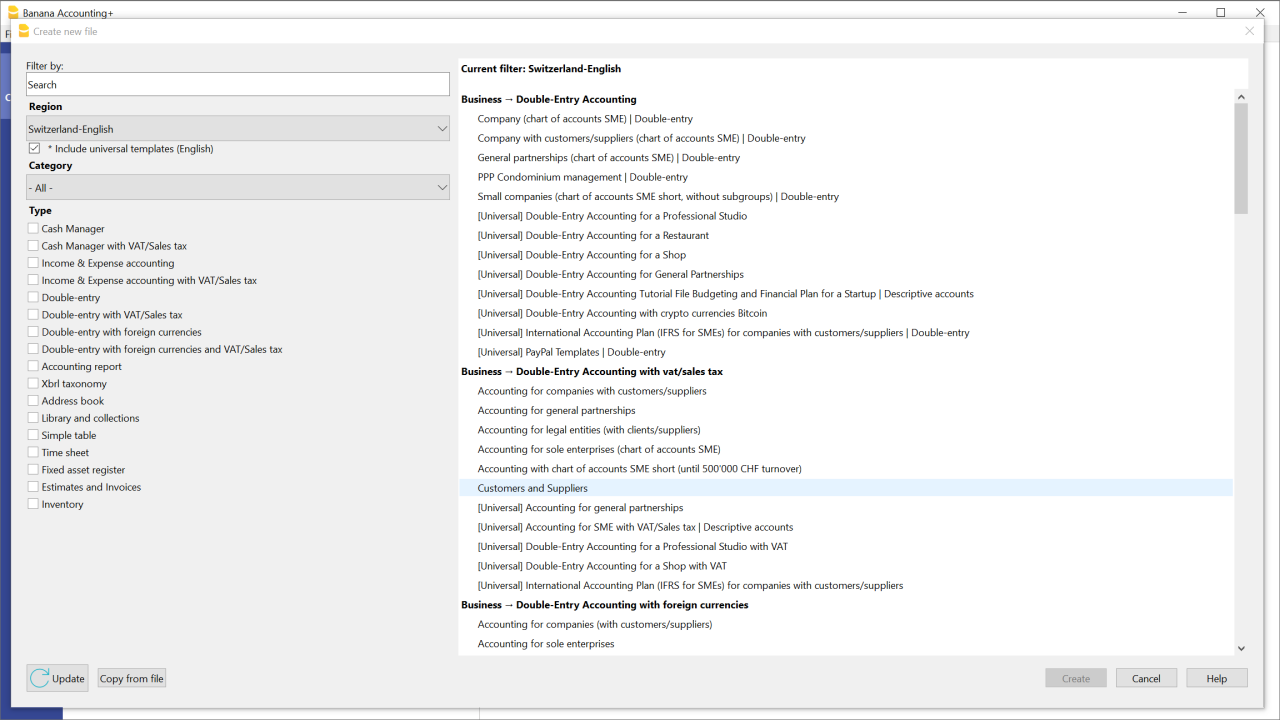 Banana Accounting+
Create new file
Filter by:
Search
Region
Switzerland-English
* Include universal templates (English)
Category
- All -
Type
Cash Manager
Cash Manager with VAT/Sales tax
Income & Expense accounting
Income & Expense accounting with VAT/Sales tax
Double-entry
Double-entry with VAT/Sales tax
Double-entry with foreign currencies
Double-entry with foreign currencies and VAT/Sales tax
Accounting report
Xbrl taxonomy
Address book
Library and collections
Simple table
Time sheet
Fixed asset register
Estimates and Invoices
Inventory
Current filter: Switzerland-English
Business → Double-Entry Accounting
Company (chart of accounts SME) | Double-entry
Company with customers/suppliers (chart of accounts SME) | Double-entry
General partnerships (chart of accounts SME) | Double-entry
PPP Condominium management | Double-entry
Small companies (chart of accounts SME short, without subgroups) | Double-entry
[Universal] Double-Entry Accounting for a Professional Studio
[Universal] Double-Entry Accounting for a Restaurant
[Universal] Double-Entry Accounting for a Shop
[Universal] Double-Entry Accounting for General Partnerships
[Universal] Double-Entry Accounting Tutorial File Budgeting and Financial Plan for a Startup | Descriptive accounts
[Universal] Double-Entry Accounting with crypto currencies Bitcoin
[Universal] International Accounting Plan (IFRS for SMEs) for companies with customers/suppliers | Double-entry
[Universal] PayPal Templates | Double-entry
Business → Double-Entry Accounting with vat/sales tax
Accounting for companies with customers/suppliers
Accounting for general partnerships
Accounting for legal entities (with clients/suppliers)
Accounting for sole enterprises (chart of accounts SME)
Accounting with chart of accounts SME short (until 500'000 CHF turnover)
Customers and Suppliers
[Universal] Accounting for general partnerships
[Universal] Accounting for SME with VAT/Sales tax | Descriptive accounts
[Universal] Double-Entry Accounting for a Professional Studio with VAT
[Universal] Double-Entry Accounting for a Shop with VAT
[Universal] International Accounting Plan (IFRS for SMEs) for companies with customers/suppliers
Business → Double-Entry Accounting with foreign currencies
Accounting for companies (with customers/suppliers)
Accounting for sole enterprises
Update
Copy from file
Create
Cancel
Help